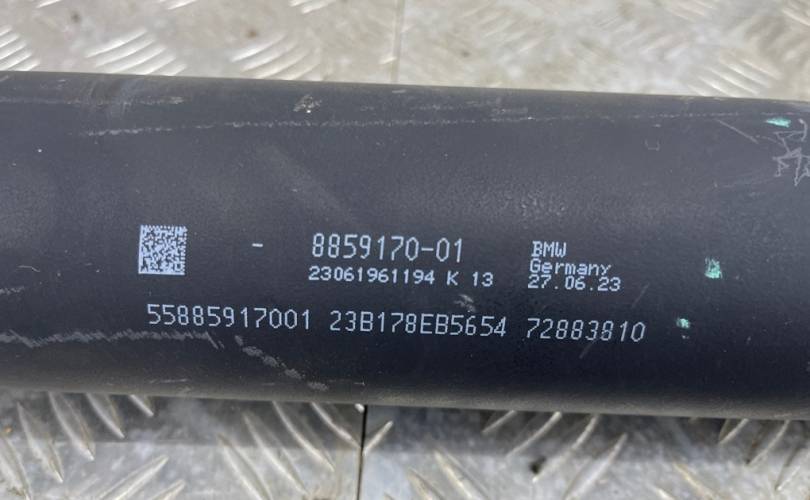 - 8859170-01 BMW
23061961194 K 13 Germany
27.06.23
55885917001 23B178EB5654 72883810